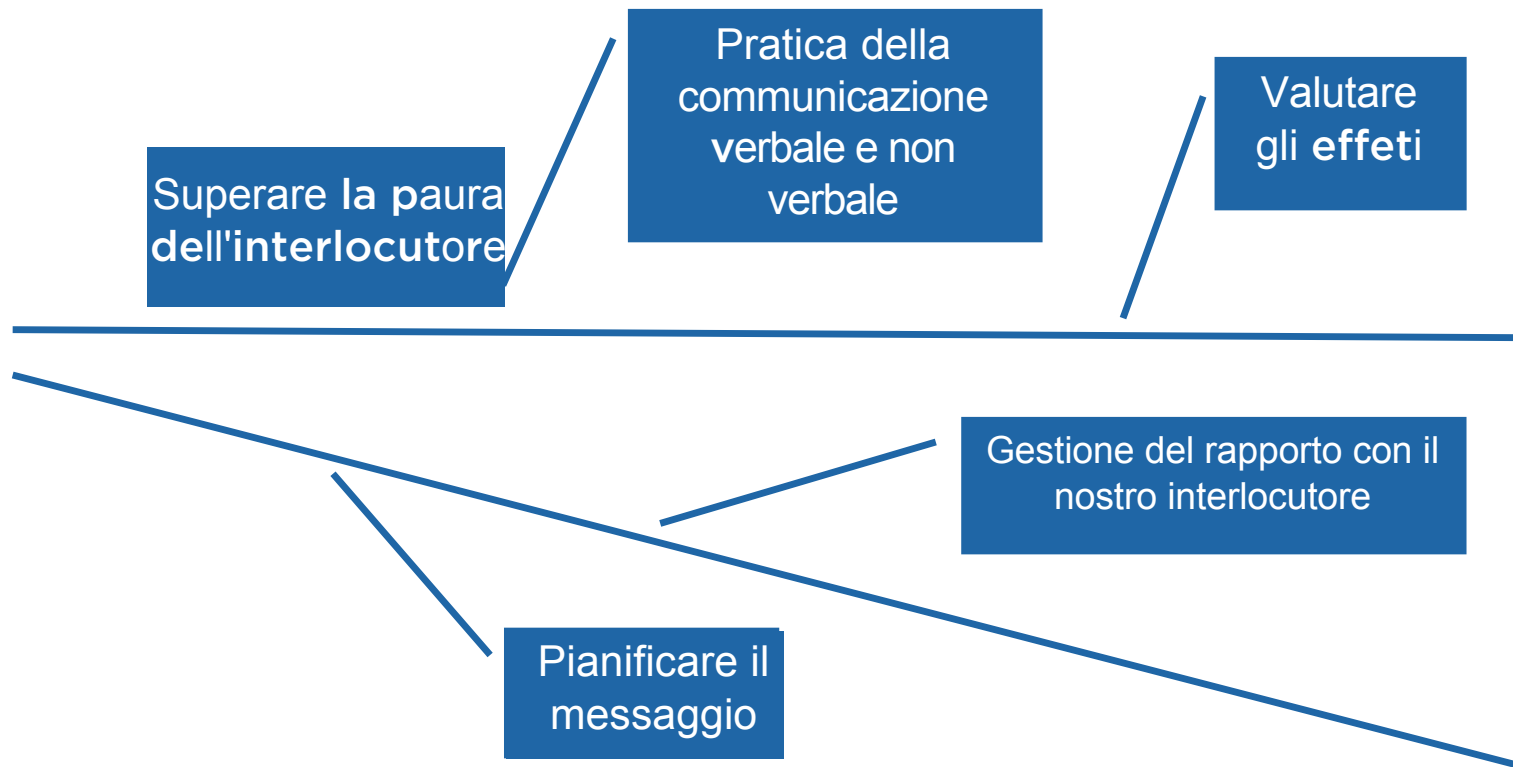 Superare la paura
dell'interlocutore
Pratica della
communicazione
verbale e non
verbale
Valutare
gli effeti
Gestione del rapporto con il
nostro interlocutore
Pianificare il
messaggio